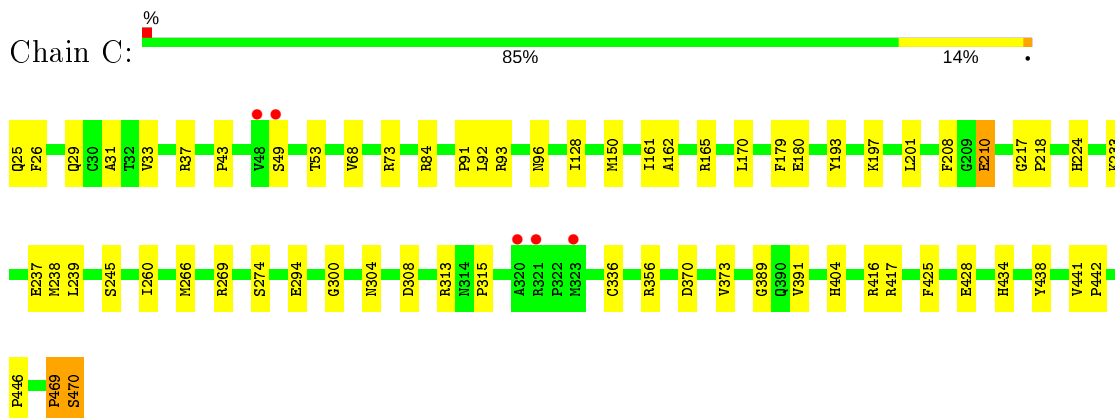 %
Chain C:
85% 14% •
Q25 F26 Q29 C30 A31 T32 V33 R37 P43 V48 S49 T53 V68 R73 R84 P91 L92 R93 N96 I128 M150 I161 A162 R165 L170 F179 E180 Y193 K197 L201 F208 G209 E210 G217 P218 H224
E237 M238 L239 S245 I260 M266 R269 S274 E294 G300 N304 D308 R313 N314 P315 A320 R321 P322 M323 C336 R356 D370 V373 G389 Q390 V391 H404 R416 R417 F425 E428 H434 Y438 V441 P442
P446 P469 S470